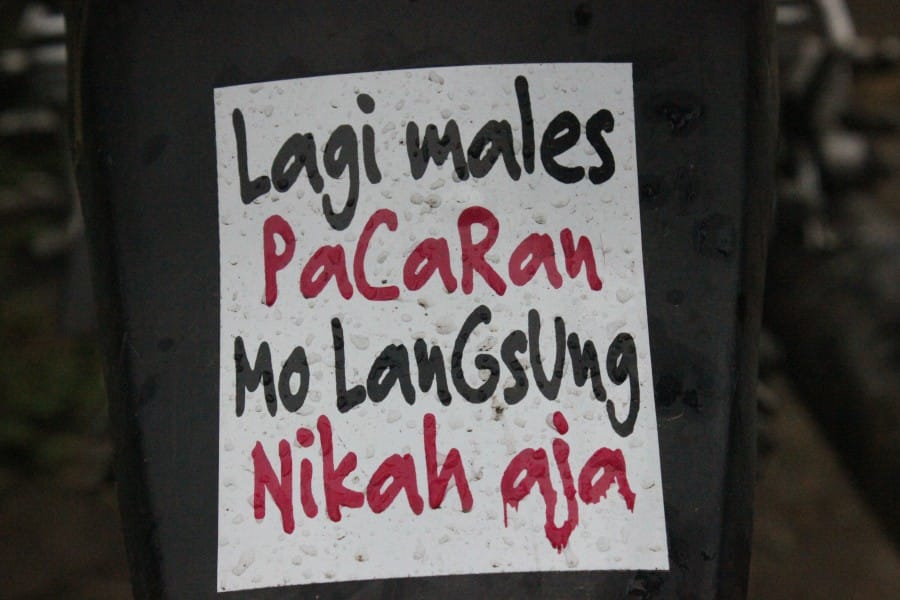 Lagi males
PaCaRan
Mo LanGsUng
Nikah aja